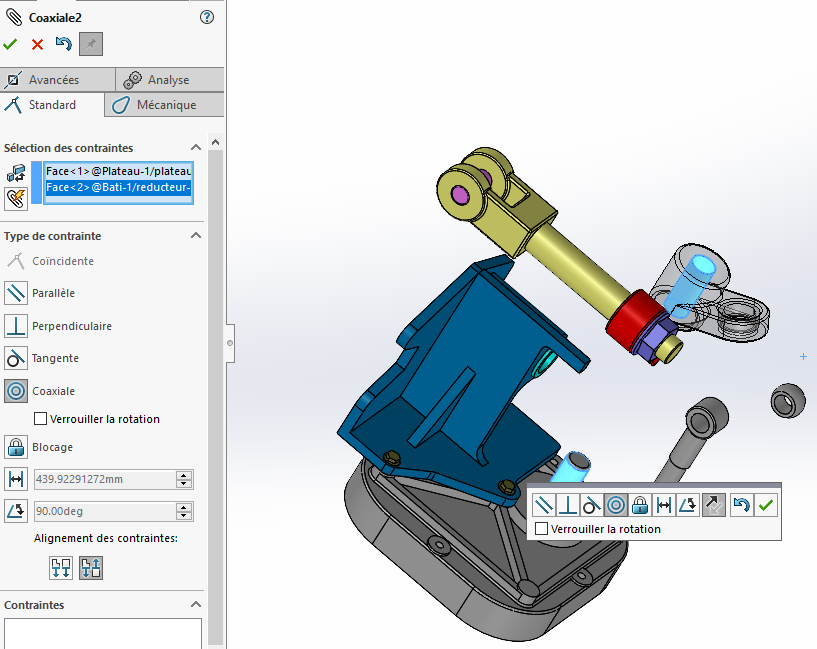 Coaxiale2
Avancées
Analyse
Standard
Mécanique
Sélection des contraintes
Face<1>@Plateau-1/plateau
Face<2>@Bati-1/reducteur-
Type de contrainte
Coïncidente
Parallèle
Perpendiculaire
Tangente
Coaxiale
Verrouiller la rotation
Blocage
439.92291272mm
90.00deg
Alignement des contraintes:
Contraintes
Verrouiller la rotation